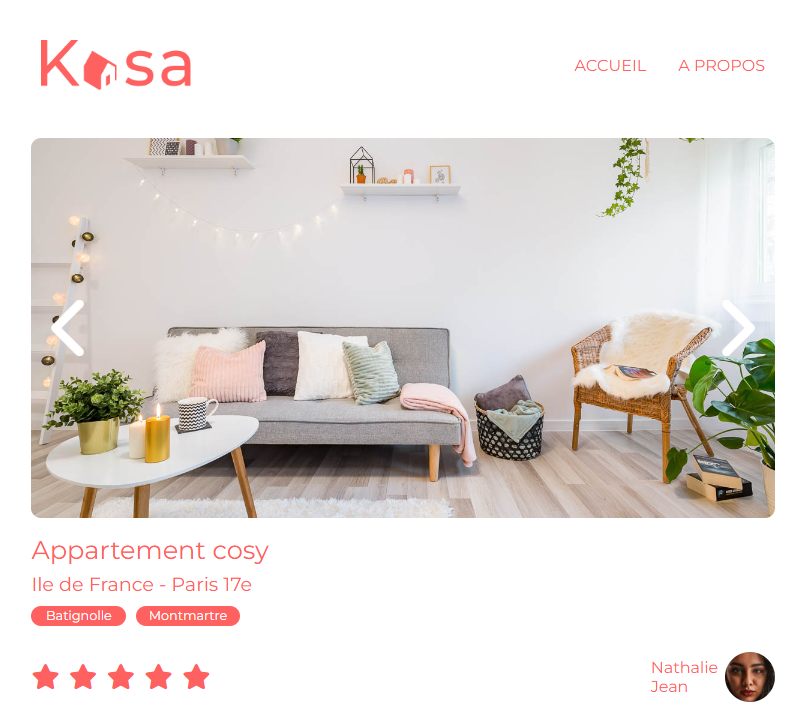 Kasa
ACCUEIL A PROPOS
Appartement cosy
Ile de France - Paris 17e
Batignolle Montmartre
Nathalie
Jean